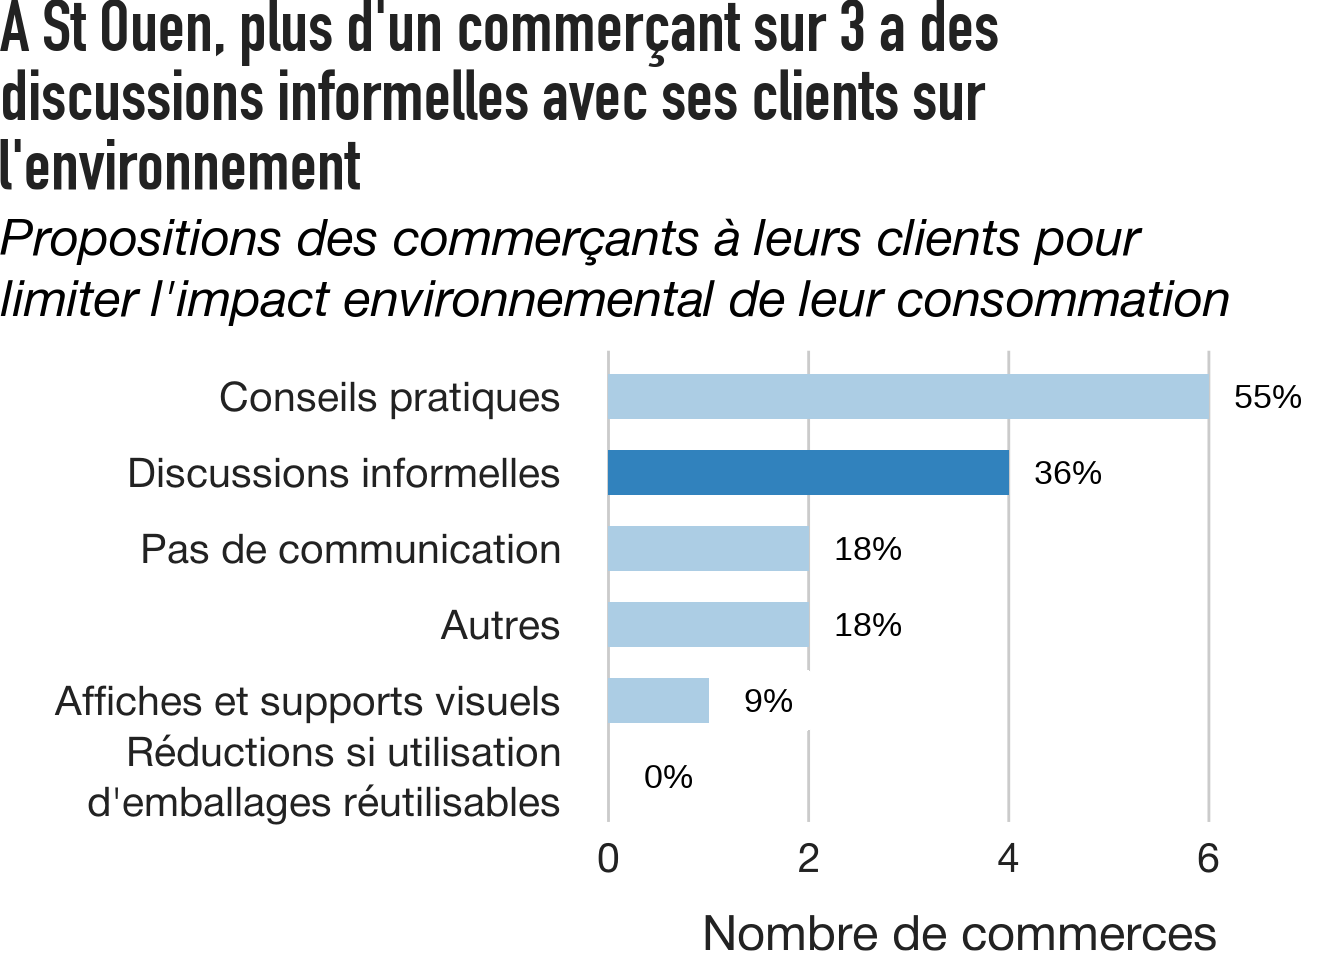 A St Ouen, plus d'un commerçant sur 3 a des
discussions informelles avec ses clients sur
l'environnement
Propositions des commerçants à leurs clients pour
limiter l'impact environnemental de leur consommation
Conseils pratiques
55%
Discussions informelles
36%
Pas de communication
18%
Autres
18%
Affiches et supports visuels
9%
Réductions si utilisation
d'emballages réutilisables
0%
0 2 4 6
Nombre de commerces